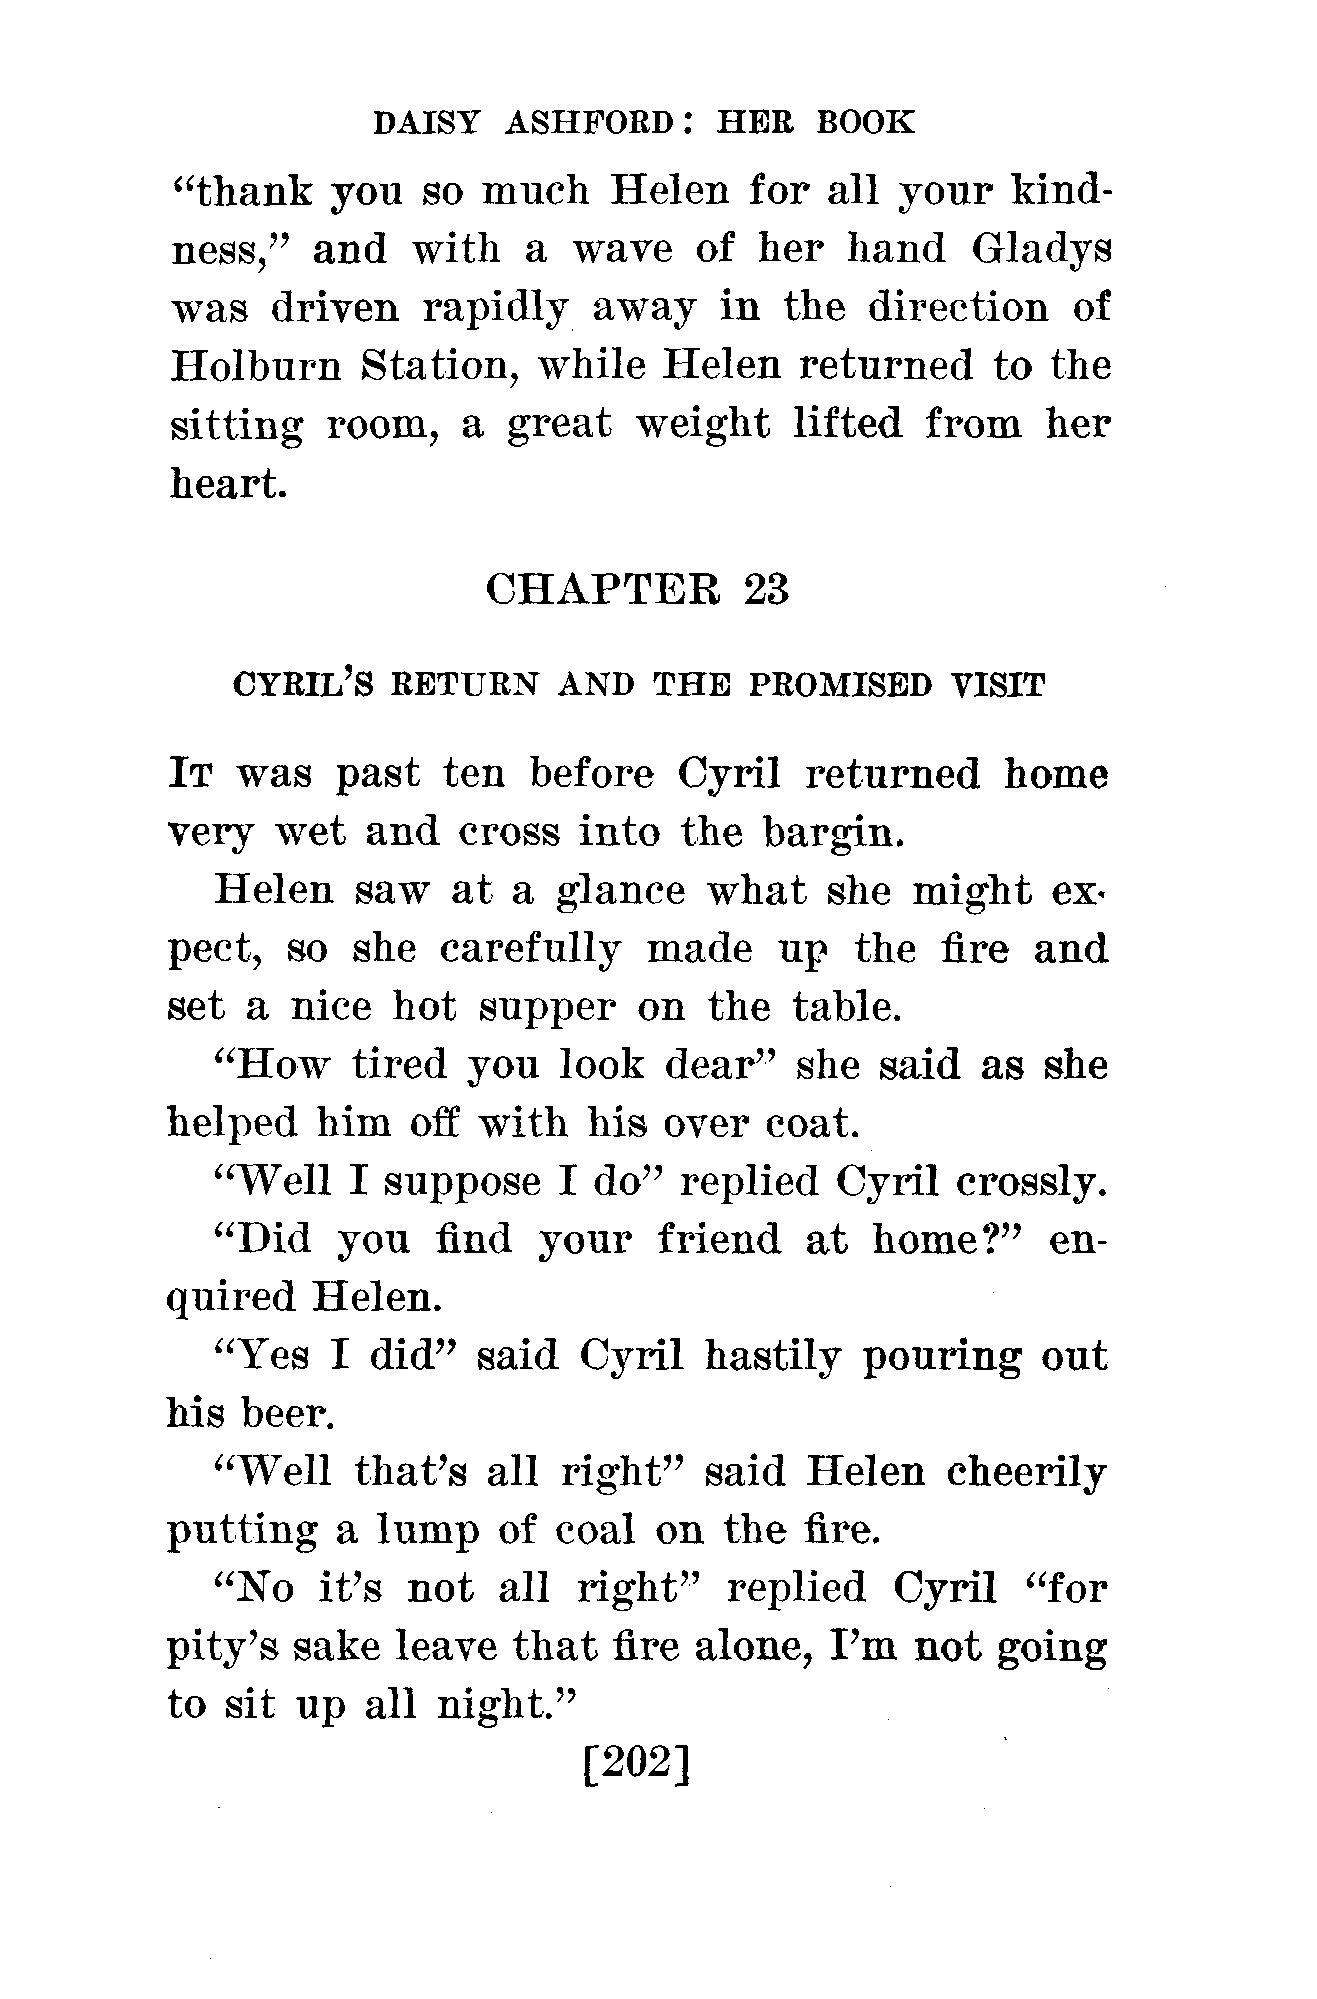 DAISY ASHFORD: HER BOOK
“thank you so much Helen for all your kind-
ness,” and with a wave of her hand Gladys
was driven rapidly away in the direction of
Holburn Station, while Helen returned to the
sitting room, a great weight lifted from her
heart.
CHAPTER 23
CYRIL'S RETURN AND THE PROMISED VISIT
IT was past ten before Cyril returned home
very wet and cross into the bargin.
Helen saw at a glance what she might ex-
pect, so she carefully made up the fire and
set a nice hot supper on the table.
“How tired you look dear” she said as she
helped him off with his over coat.
“Well I suppose I do” replied Cyril crossly.
“Did you find your friend at home?” en-
quired Helen.
“Yes I did” said Cyril hastily pouring out
his beer.
“Well that’s all right” said Helen cheerily
putting a lump of coal on the fire.
“No it’s not all right” replied Cyril “for
pity’s sake leave that fire alone, I’m not going
to sit up all night.”
[202]